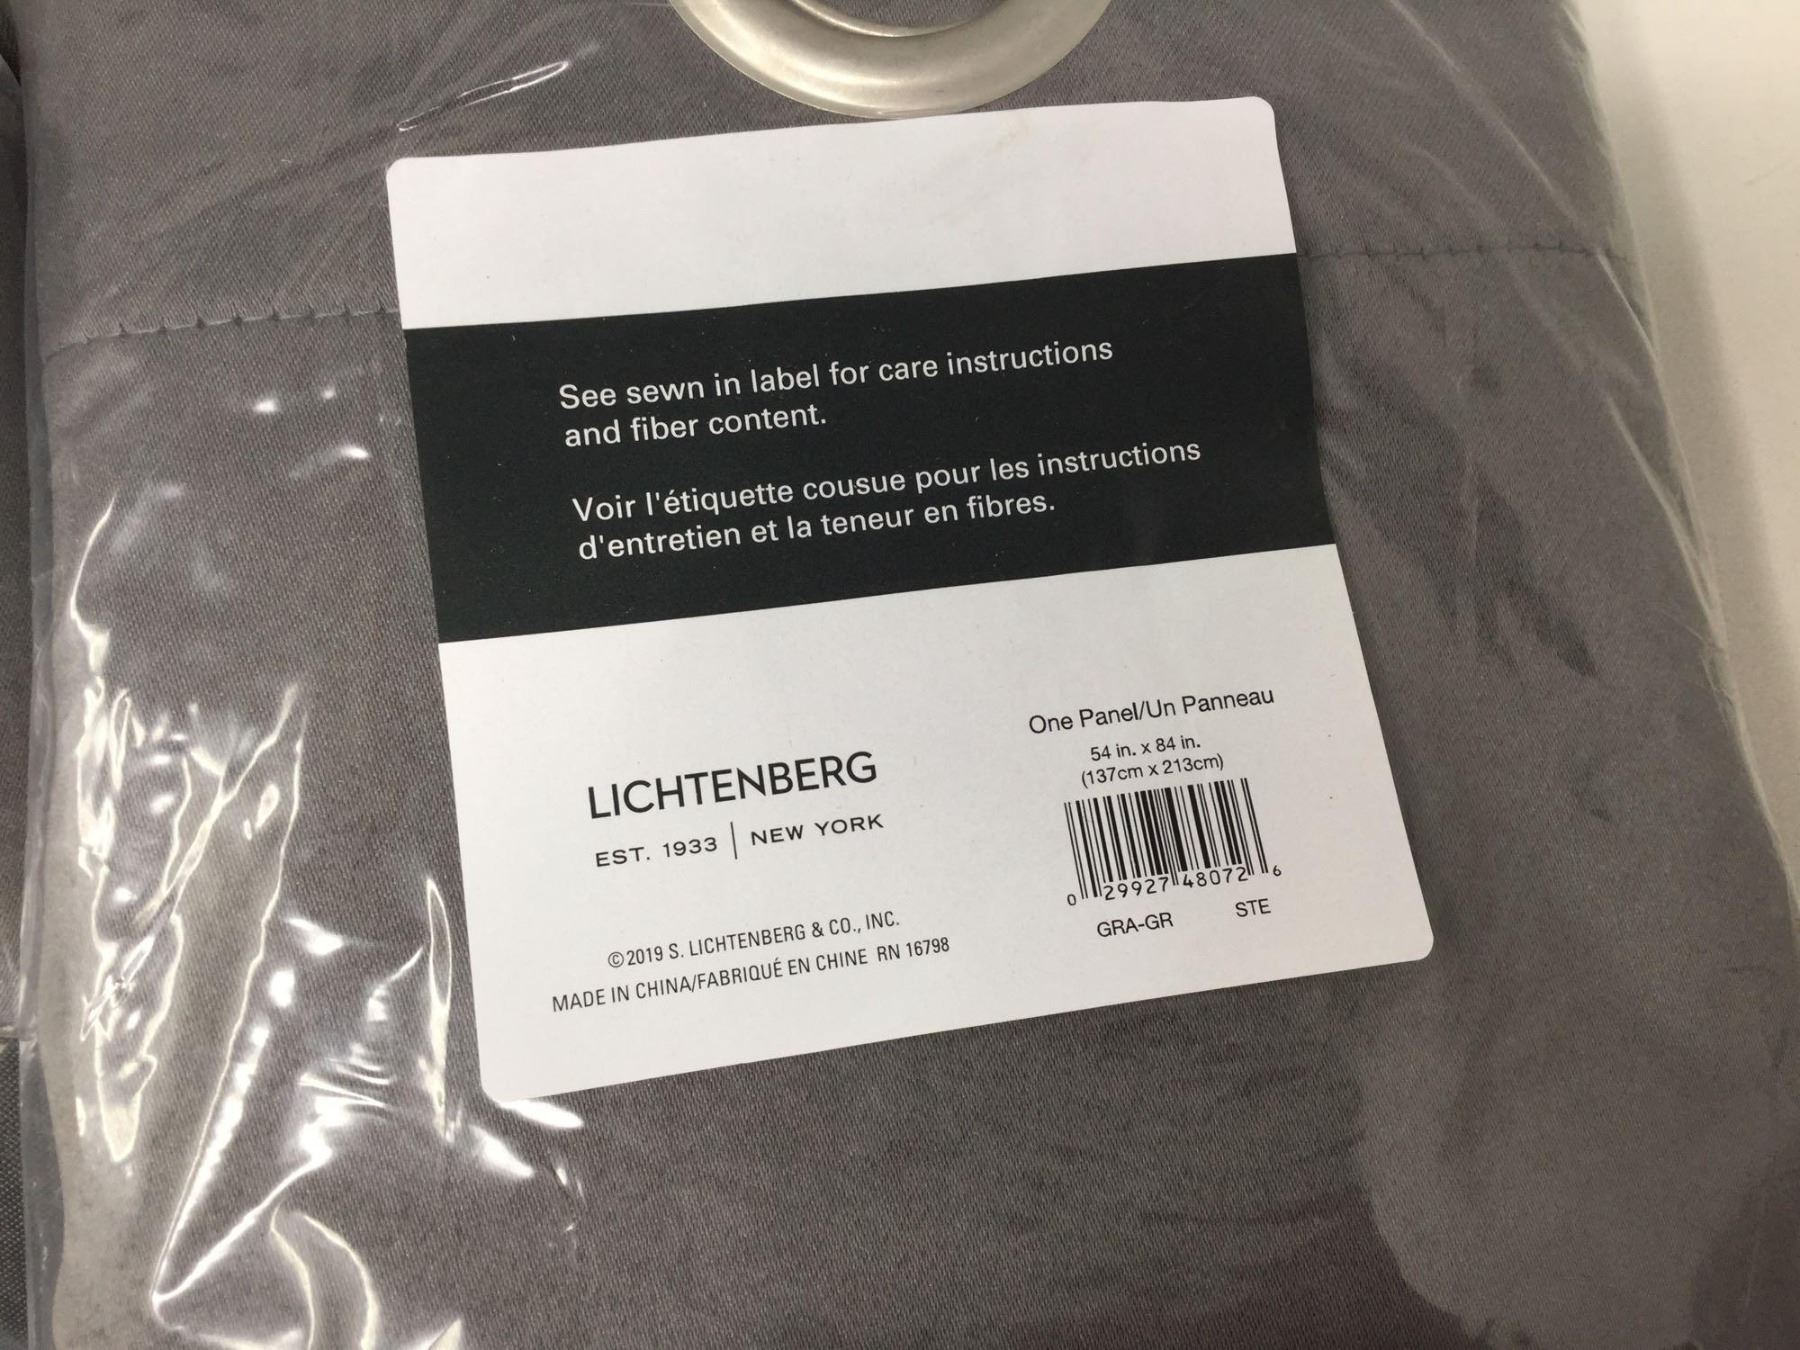 See sewn in label for care instructions
and fiber content.
Voir l'étiquette cousue pour les instructions
d'entretien et la teneur en fibres.
LICHTENBERG
EST. 1933 | NEW YORK
©2019 S. LICHTENBERG & CO., INC.
MADE IN CHINA/FABRIQUÉ EN CHINE RN 16798
One Panel/Un Panneau
54 in. x 84 in.
(137cm x 213cm)
0 29927 48072 6
GRA-GR STE